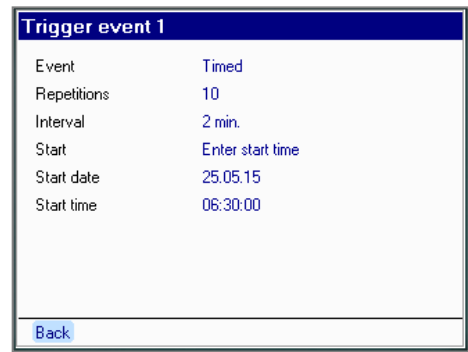 Trigger event 1
Event Timed
Repetitions 10
Interval 2 min.
Start Enter start time
Start date 25.05.15
Start time 06:30:00
Back